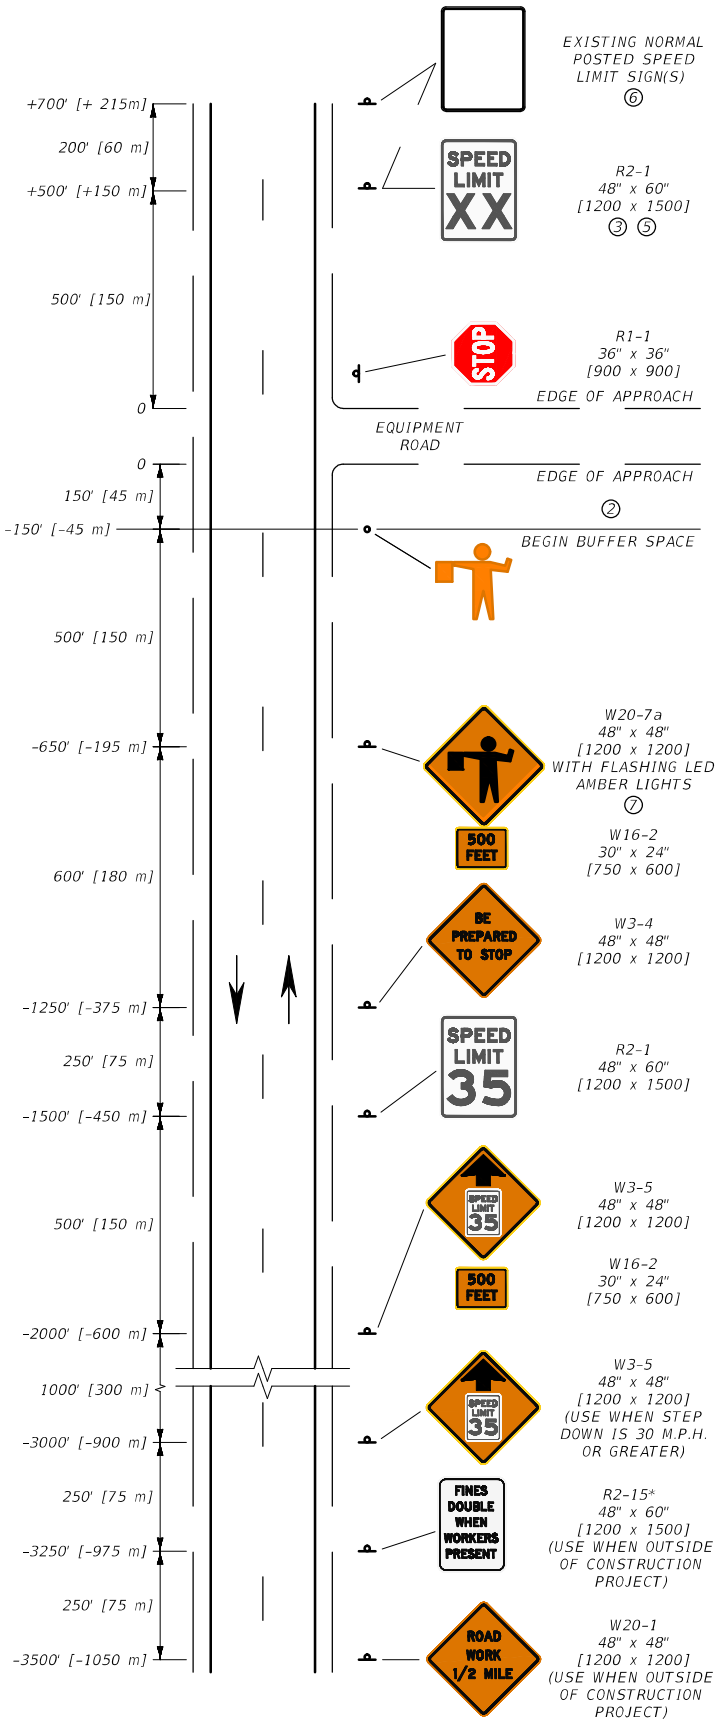 EXISTING NORMAL
POSTED SPEED
LIMIT SIGN(S)
6
+700' [+ 215m]
200' [60 m]
+500' [+150 m]
SPEED
LIMIT
XX
R2-1
48" x 60"
[1200 x 1500]
3 5
500' [150 m]
STOP
R1-1
36" x 36"
[900 x 900]
EDGE OF APPROACH
0
EQUIPMENT
ROAD
0
EDGE OF APPROACH
150' [45 m]
2
-150' [-45 m]
BEGIN BUFFER SPACE
500' [150 m]
-650' [-195 m]
W20-7a
48" x 48"
[1200 x 1200]
WITH FLASHING LED
AMBER LIGHTS
7
500
FEET
W16-2
30" x 24"
[750 x 600]
600' [180 m]
BE
PREPARED
TO STOP
W3-4
48" x 48"
[1200 x 1200]
-1250' [-375 m]
250' [75 m]
SPEED
LIMIT
35
R2-1
48" x 60"
[1200 x 1500]
-1500' [-450 m]
500' [150 m]
SPEED
LIMIT
35
W3-5
48" x 48"
[1200 x 1200]
500
FEET
W16-2
30" x 24"
[750 x 600]
-2000' [-600 m]
1000' [300 m]
SPEED
LIMIT
35
W3-5
48" x 48"
[1200 x 1200]
(USE WHEN STEP
DOWN IS 30 M.P.H.
OR GREATER)
-3000' [-900 m]
250' [75 m]
FINES
DOUBLE
WHEN
WORKERS
PRESENT
R2-15*
48" x 60"
[1200 x 1500]
(USE WHEN OUTSIDE
OF CONSTRUCTION
PROJECT)
-3250' [-975 m]
250' [75 m]
-3500' [-1050 m]
ROAD
WORK
1/2 MILE
W20-1
48" x 48"
[1200 x 1200]
(USE WHEN OUTSIDE
OF CONSTRUCTION
PROJECT)